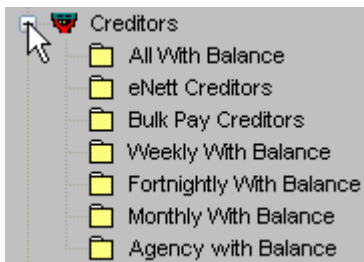 Creditors
All With Balance
eNett Creditors
Bulk Pay Creditors
Weekly With Balance
Fortnightly With Balance
Monthly With Balance
Agency with Balance